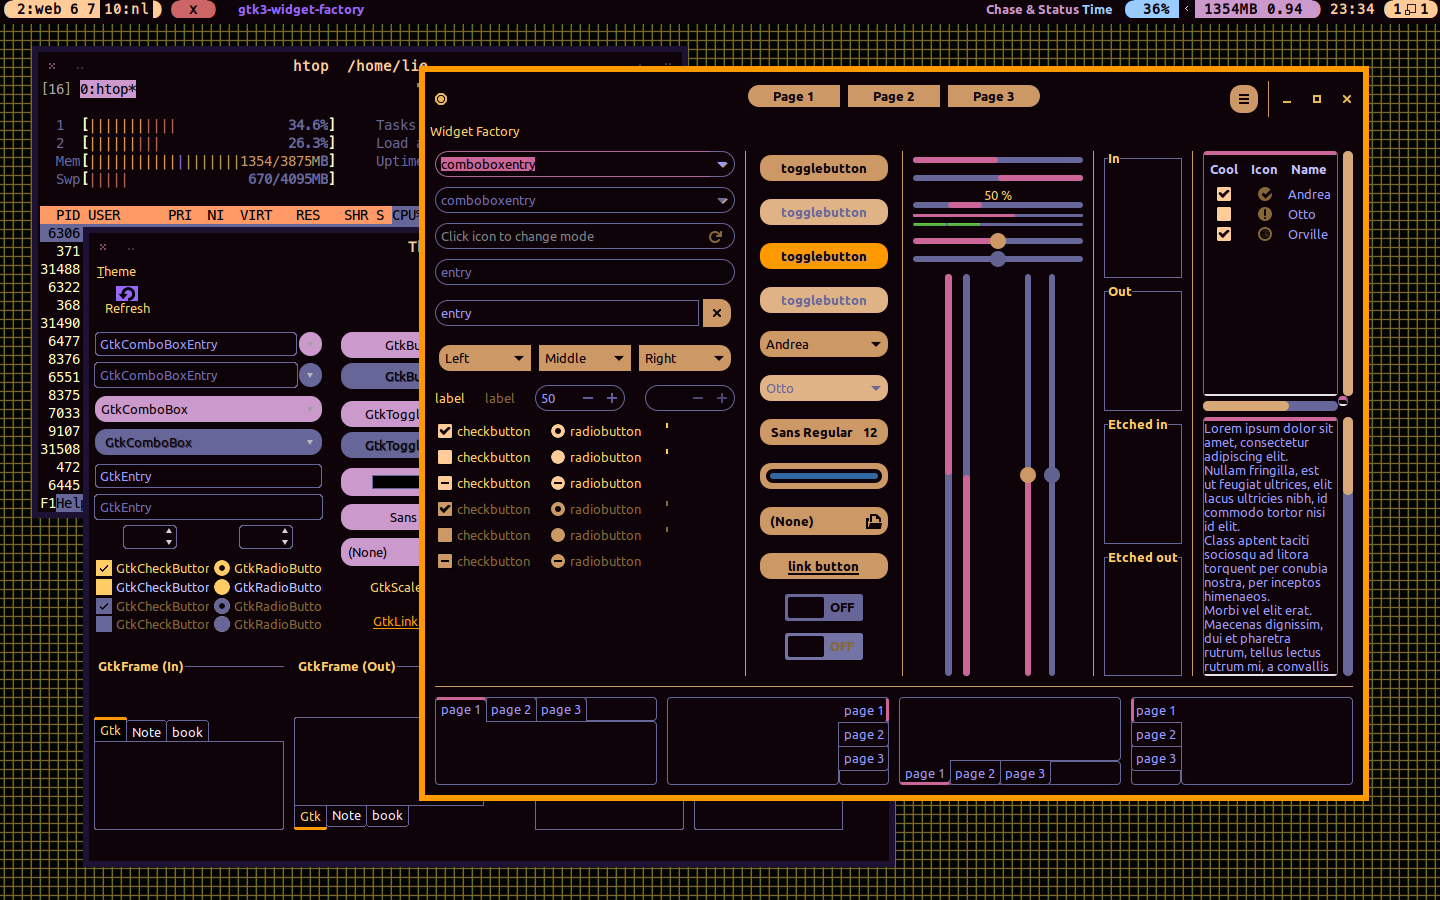 2:web 6 7 10:nl X gtk3-widget-factory Chase & Status Time 36% 1354MB 0.94 23:34 1 1
htop /home/
[16] 0:htop*
1 [|||||||||||| 34.6%] Tasks
2 [|||||||||| 26.3%] Load
Mem[||||||||||||||||||||1354/3875MB] Uptime
Swp[||||| 670/4095MB]
PID USER PRI NI VIRT RES SHR S CPU%
6306
371
31488
6322
368
31490
6477
8376
6551
8375
7033
9107
31508
472
6445
F1Help
Theme
Refresh
GtkComboBoxEntry
GtkComboBoxEntry
GtkComboBox
GtkComboBox
GtkEntry
GtkEntry
GtkCheckButton GtkRadioButto
GtkCheckButton GtkRadioButto
GtkCheckButton GtkRadioButto
GtkCheckButton GtkRadioButto
GtkBu
GtkBu
GtkToggl
GtkToggl
Sans
(None)
GtkScale
GtkLink
GtkFrame (In) GtkFrame (Out)
Gtk Note book
Gtk Note book
Page 1 Page 2 Page 3
Widget Factory
comboboxentry
comboboxentry
Click icon to change mode
entry
entry
Left Middle Right
label label 50
checkbutton radiobutton
checkbutton radiobutton
checkbutton radiobutton
checkbutton radiobutton
checkbutton radiobutton
checkbutton radiobutton
togglebutton
togglebutton
togglebutton
togglebutton
Andrea
Otto
Sans Regular 12
(None)
link button
OFF
OFF
50 %
In
Out
Etched in
Etched out
Cool Icon Name
Andrea
Otto
Orville
Lorem ipsum dolor sit
amet, consectetur
adipiscing elit.
Nullam fringilla, est
ut feugiat ultrices, elit
lacus ultricies nibh, id
commodo tortor nisi
id elit.
Class aptent taciti
sociosqu ad litora
torquent per conubia
nostra, per inceptos
himenaeos.
Morbi vel elit erat.
Maecenas dignissim,
dui et pharetra
rutrum, tellus lectus
rutrum mi, a convallis
page 1 page 2 page 3
page 1
page 2
page 3
page 1 page 2 page 3
page 1
page 2
page 3